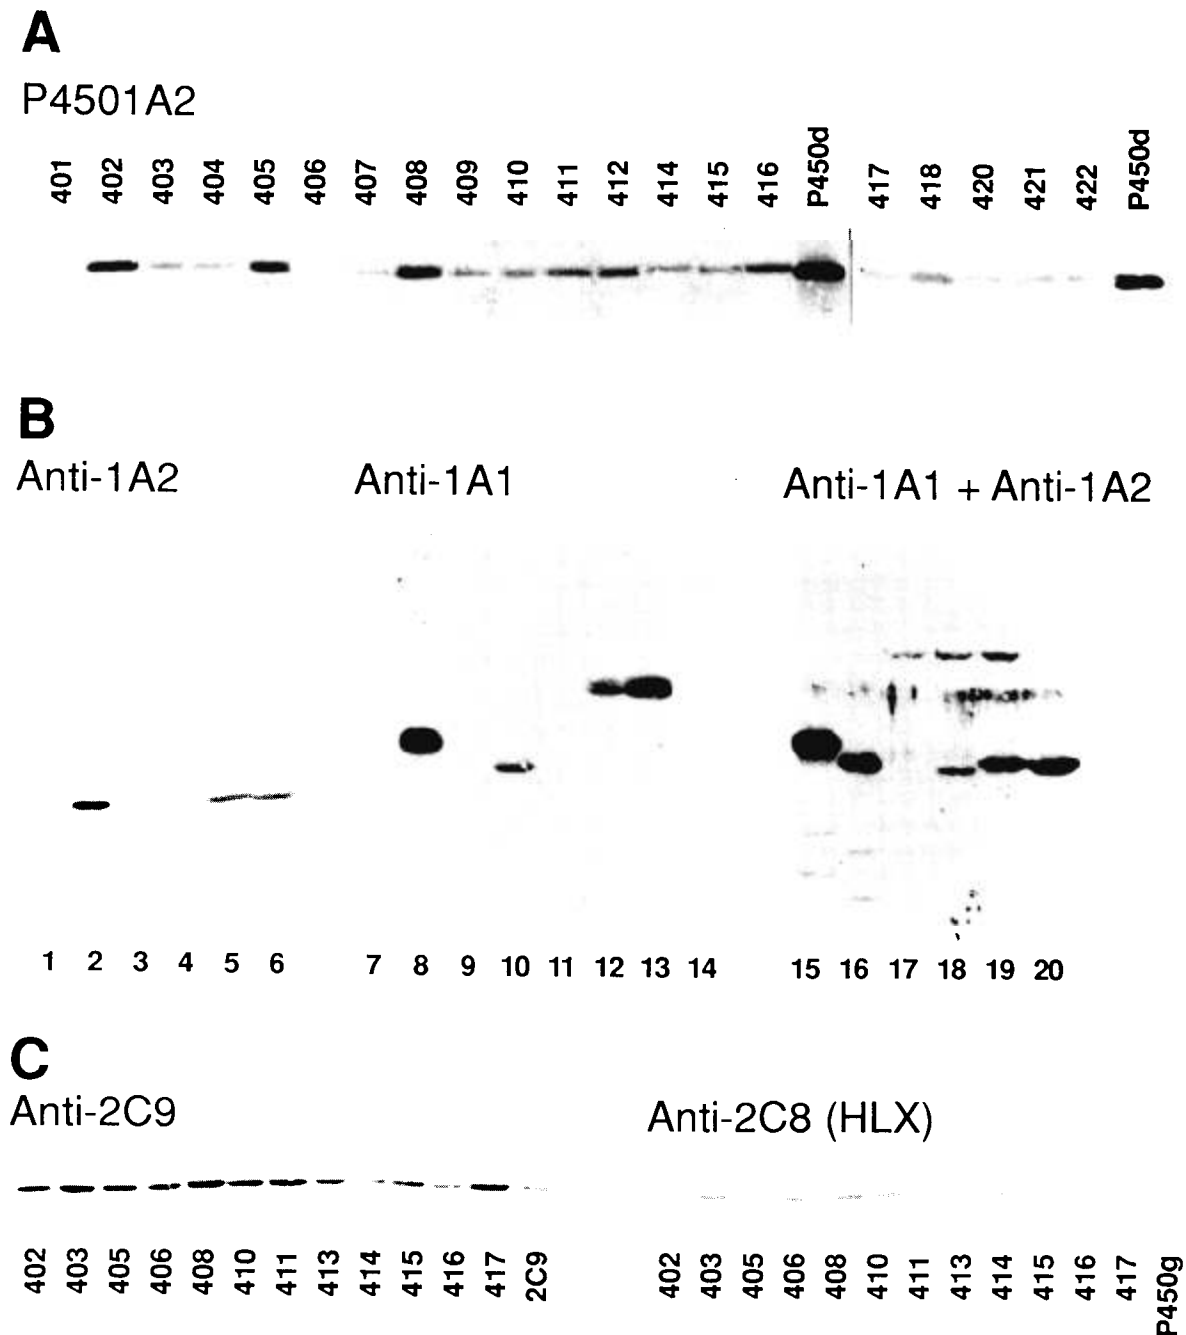 A
P4501A2
401 402 403 404 405 406 407 408 409 410 411 412 414 415 416 P450d 417 418 420 421 422 P450d
B
Anti-1A2 Anti-1A1 Anti-1A1 + Anti-1A2
1 2 3 4 5 6 7 8 9 10 11 12 13 14 15 16 17 18 19 20
C
Anti-2C9 Anti-2C8 (HLX)
402 403 405 406 408 410 411 413 414 415 416 417 2C9 402 403 405 406 408 410 411 413 414 415 416 417 P450g